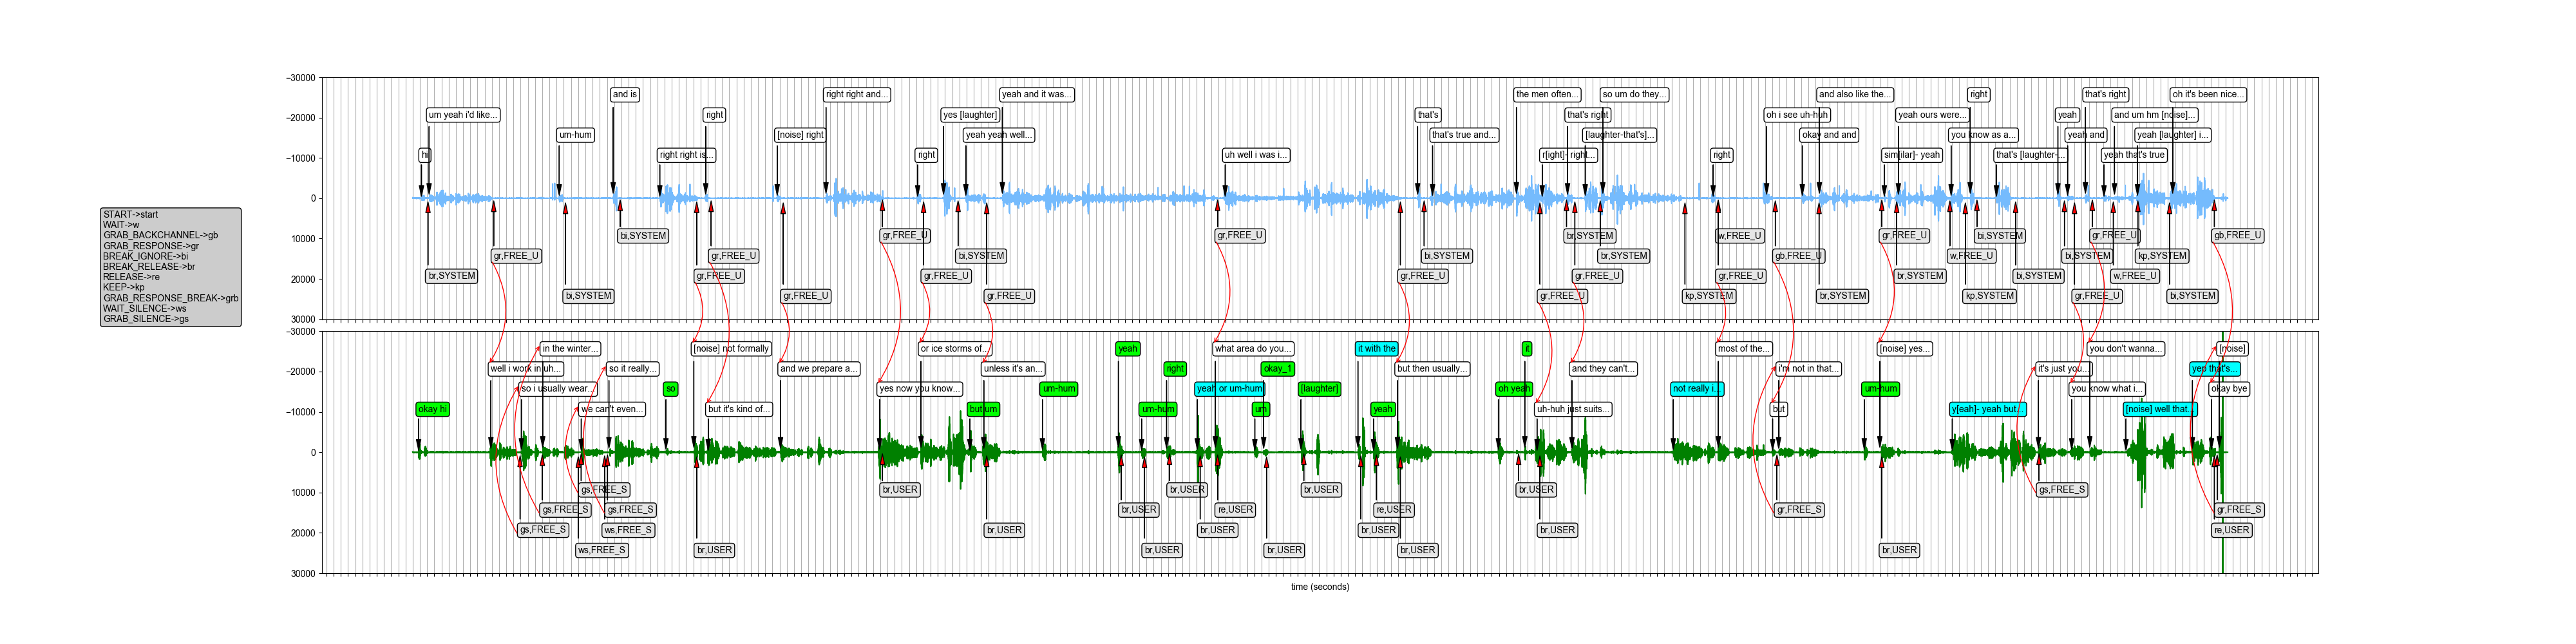 START->start
WAIT->w
GRAB_BACKCHANNEL->gb
GRAB_RESPONSE->gr
BREAK_IGNORE->bi
BREAK_RELEASE->br
RELEASE->re
KEEP->kp
GRAB_RESPONSE_BREAK->grb
WAIT_SILENCE->ws
GRAB_SILENCE->gs
−30000
and is
right right and...
yeah and it was...
the men often...
so um do they...
and also like the...
right
that's right
oh it's been nice...
−20000
um yeah i'd like...
right
yes [laughter]
that's
that's right
oh i see uh-huh
yeah ours were...
yeah
and um hm [noise]...
um-hum
[noise] right
yeah yeah well...
that's true and...
[laughter-that's]...
okay and and
you know as a...
yeah and
yeah [laughter] i...
−10000
hi
right right is...
right
uh well i was i...
r[ight]- right...
right
sim[ilar]- yeah
that's [laughter-...
yeah that's true
0
10000
bi,SYSTEM
gr,FREE_U
gr,FREE_U
br,SYSTEM
w,FREE_U
gr,FREE_U
bi,SYSTEM
gr,FREE_U
gb,FREE_U
gr,FREE_U
gr,FREE_U
bi,SYSTEM
bi,SYSTEM
br,SYSTEM
gb,FREE_U
w,FREE_U
bi,SYSTEM
kp,SYSTEM
20000
br,SYSTEM
gr,FREE_U
gr,FREE_U
gr,FREE_U
gr,FREE_U
gr,FREE_U
br,SYSTEM
bi,SYSTEM
w,FREE_U
bi,SYSTEM
gr,FREE_U
gr,FREE_U
gr,FREE_U
kp,SYSTEM
br,SYSTEM
kp,SYSTEM
gr,FREE_U
bi,SYSTEM
30000
−30000
in the winter...
[noise] not formally
or ice storms of...
yeah
what area do you...
it with the
it
most of the...
[noise] yes...
you don't wanna...
[noise]
−20000
well i work in uh...
so it really...
and we prepare a...
unless it's an...
right
okay_1
but then usually...
and they can't...
i'm not in that...
it's just you...
yep that's...
so i usually wear...
so
yes now you know...
um-hum
yeah or um-hum
[laughter]
oh yeah
not really i...
um-hum
you know what i...
okay bye
−10000
okay hi
we can't even...
but it's kind of...
but um
um-hum
um
yeah
uh-huh just suits...
but
y[eah]- yeah but...
[noise] well that...
0
10000
gs,FREE_S
br,USER
br,USER
br,USER
br,USER
gs,FREE_S
gs,FREE_S
gs,FREE_S
br,USER
re,USER
re,USER
gr,FREE_S
gr,FREE_S
20000
gs,FREE_S
ws,FREE_S
br,USER
br,USER
br,USER
br,USER
re,USER
ws,FREE_S
br,USER
br,USER
br,USER
br,USER
br,USER
30000
time (seconds)